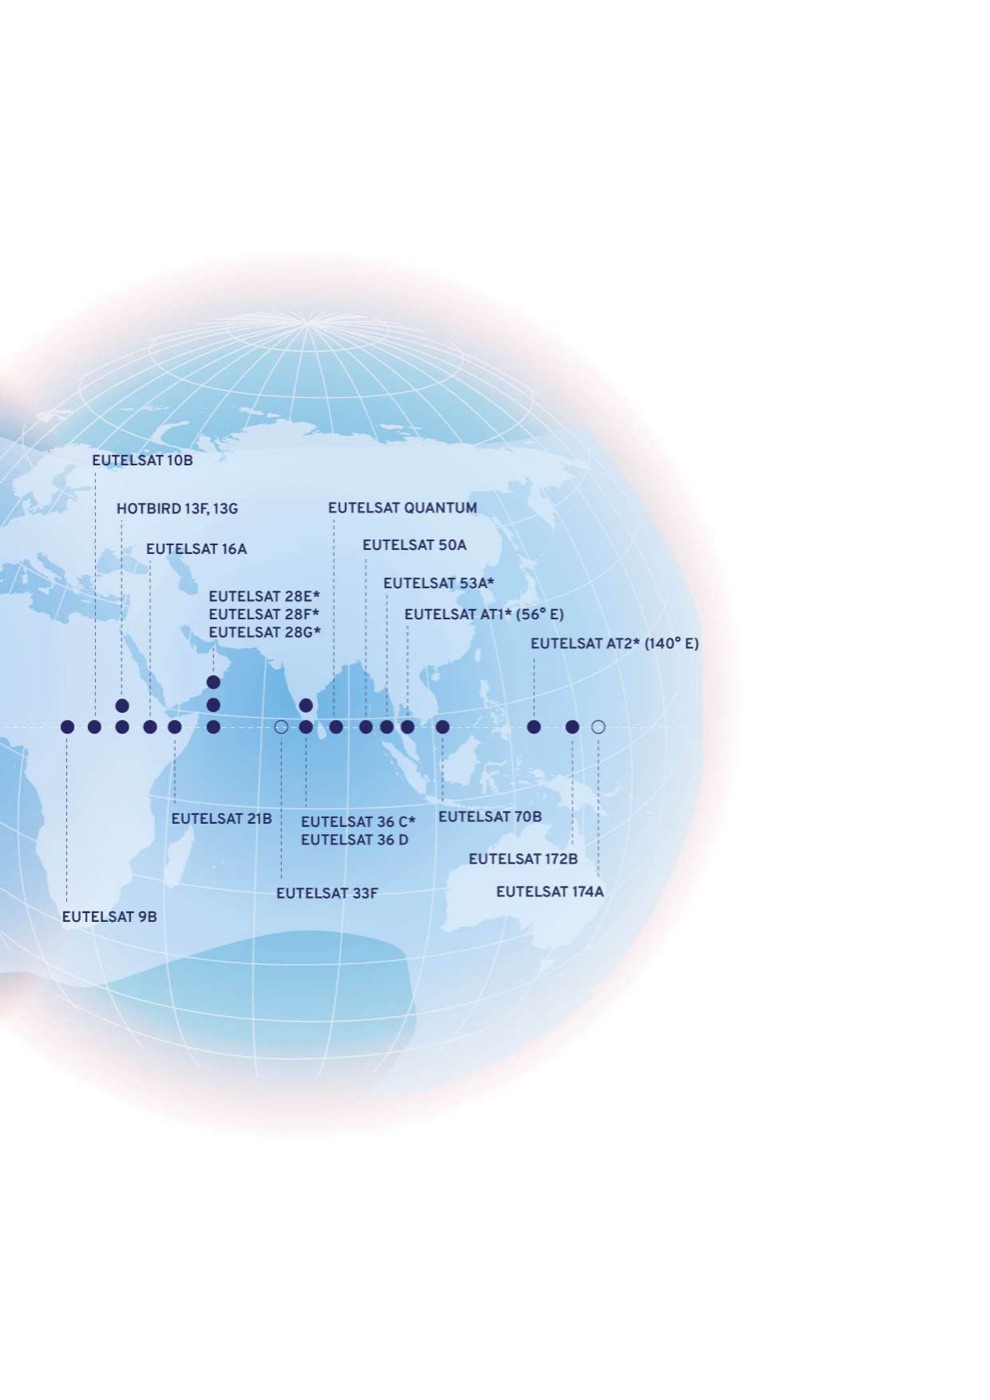 EUTELSAT 10B
HOTBIRD 13F, 13G
EUTELSAT QUANTUM
EUTELSAT 16A
EUTELSAT 50A
EUTELSAT 53A*
EUTELSAT 28E*
EUTELSAT 28F*
EUTELSAT 28G*
EUTELSAT AT1* (56° E)
EUTELSAT AT2* (140° E)
EUTELSAT 21B
EUTELSAT 36 C*
EUTELSAT 36 D
EUTELSAT 70B
EUTELSAT 172B
EUTELSAT 33F
EUTELSAT 174A
EUTELSAT 9B